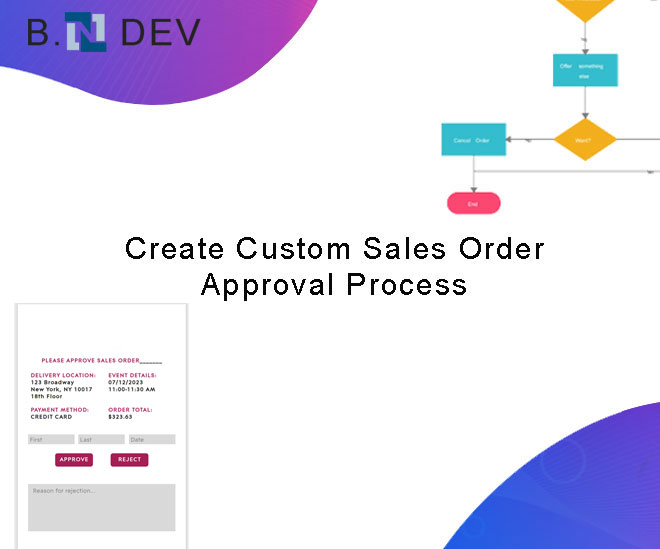 B. N DEV
Offer something
else
Cancel Order
Want?
End
Create Custom Sales Order
Approval Process
PLEASE APPROVE SALES ORDER______
DELIVERY LOCATION: EVENT DETAILS:
123 Broadway 07/12/2023
New York, NY 10017 11:00-11:30 AM
18th Floor
PAYMENT METHOD: ORDER TOTAL:
CREDIT CARD $323.63
First Last Date
APPROVE REJECT
Reason for rejection...